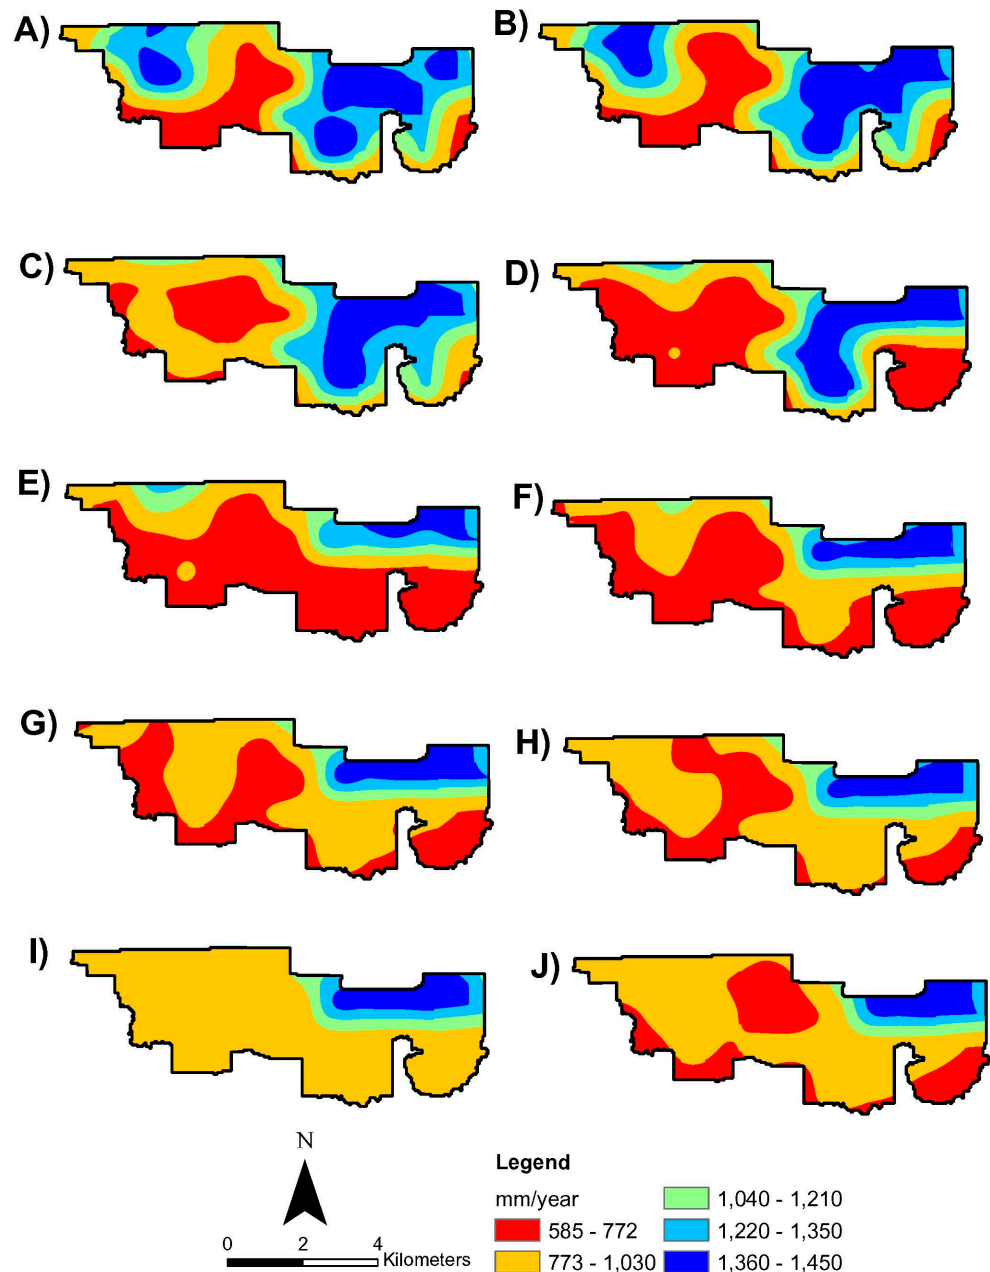 A)
B)
C)
D)
E)
F)
G)
H)
I)
J)
N
0 2 4
Kilometers
Legend
mm/year
585 - 772
773 - 1,030
1,040 - 1,210
1,220 - 1,350
1,360 - 1,450